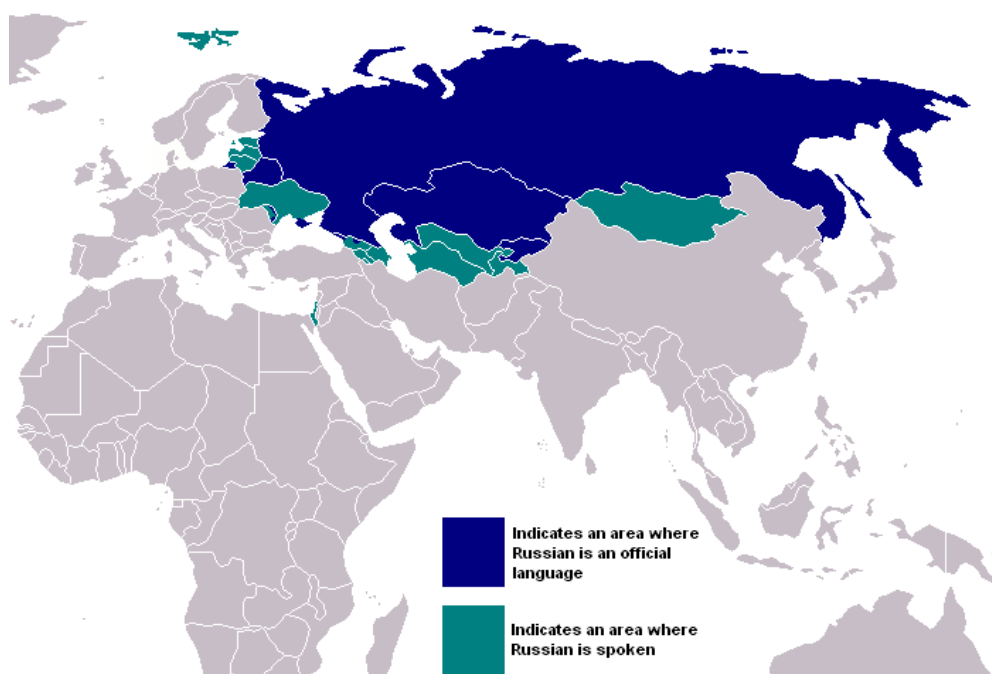 Indicates an area where
Russian is an official
language
Indicates an area where
Russian is spoken